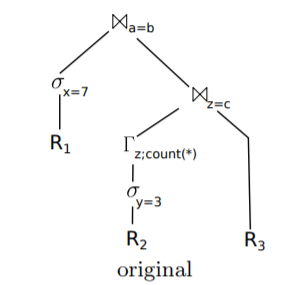 ⋈a=b
σx=7
⋈z=c
R1
Γz;count(*)
σy=3
R2
R3
original